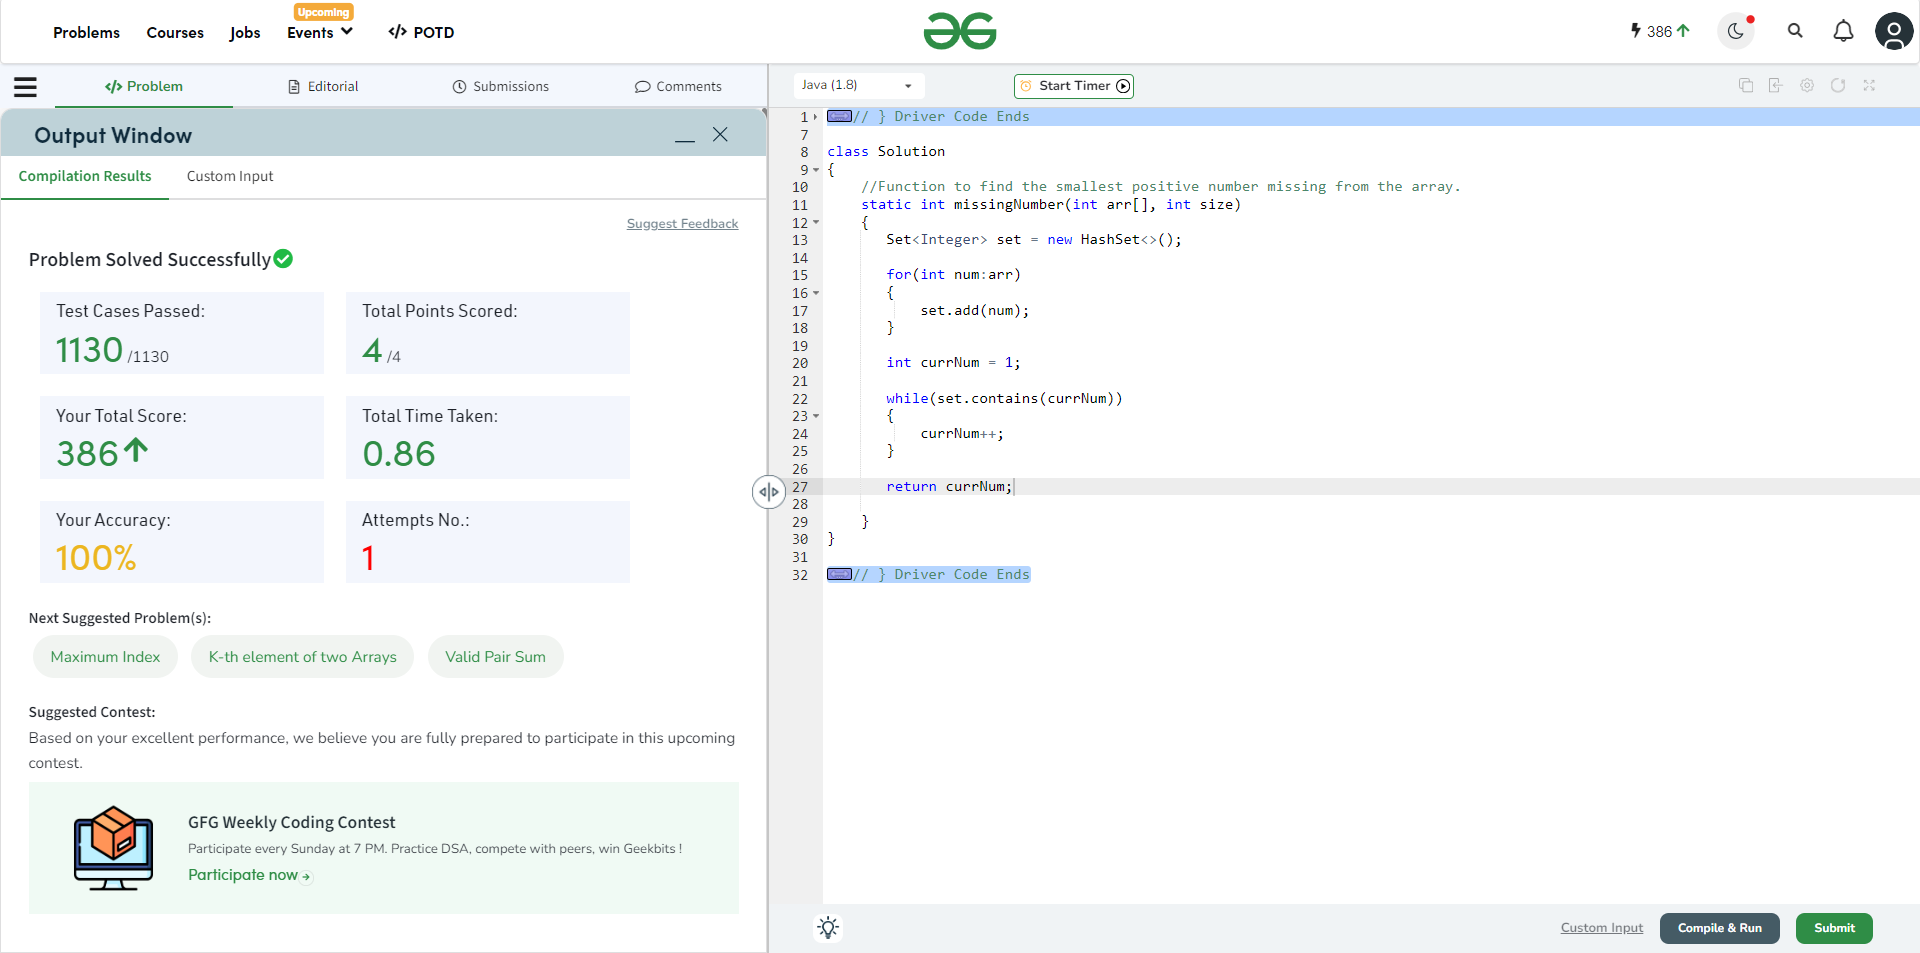 Problems Courses Jobs Events Upcoming </> POTD
386
</> Problem Editorial Submissions Comments
Output Window
Compilation Results Custom Input
Suggest Feedback
Problem Solved Successfully
Test Cases Passed: Total Points Scored:
1130 /1130 4 /4
Your Total Score: Total Time Taken:
386 0.86
Your Accuracy: Attempts No.:
100% 1
Next Suggested Problem(s):
Maximum Index K-th element of two Arrays Valid Pair Sum
Suggested Contest:
Based on your excellent performance, we believe you are fully prepared to participate in this upcoming
contest.
GFG Weekly Coding Contest
Participate every Sunday at 7 PM. Practice DSA, compete with peers, win Geekbits !
Participate now
Java (1.8) Start Timer
1 // } Driver Code Ends
7
8 class Solution
9 {
10 //Function to find the smallest positive number missing from the array.
11 static int missingNumber(int arr[], int size)
12 {
13 Set<Integer> set = new HashSet<>();
14
15 for(int num:arr)
16 {
17 set.add(num);
18 }
19
20 int currNum = 1;
21
22 while(set.contains(currNum))
23 {
24 currNum++;
25 }
26
27 return currNum;
28
29 }
30 }
31
32 // } Driver Code Ends
Custom Input Compile & Run Submit